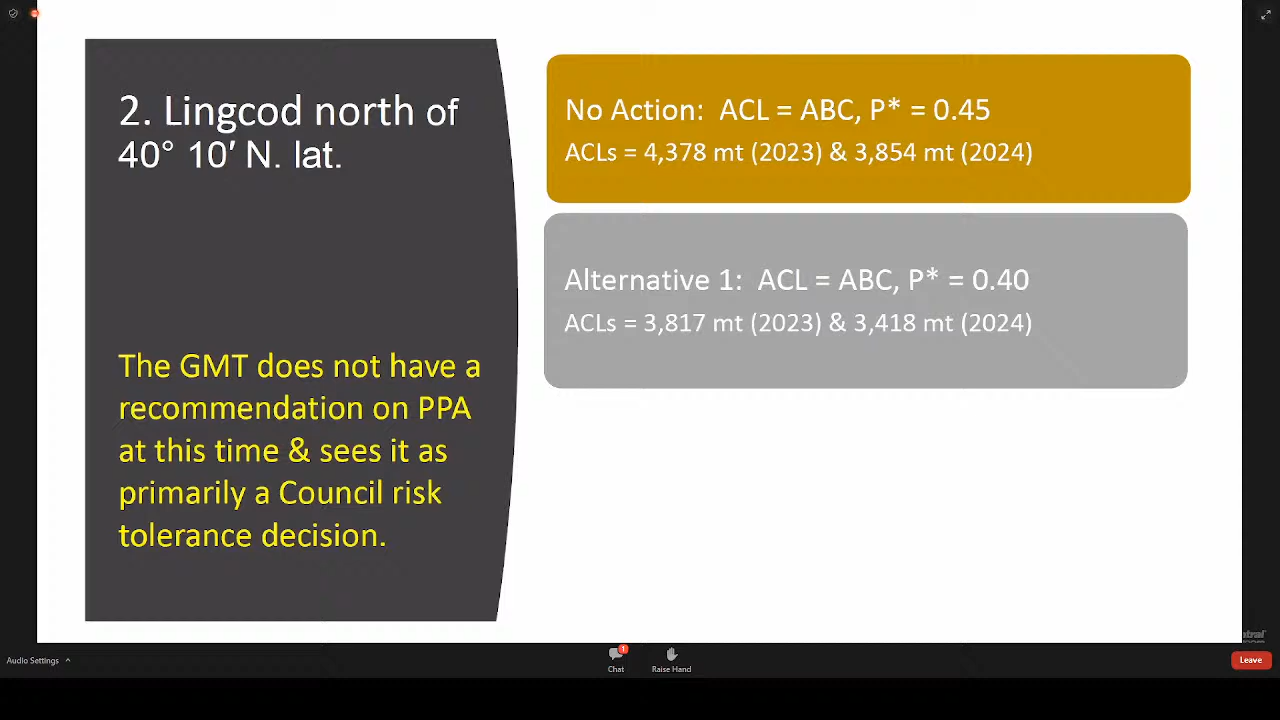 2. Lingcod north of
40° 10′ N. lat.
The GMT does not have a
recommendation on PPA
at this time & sees it as
primarily a Council risk
tolerance decision.
No Action:  ACL = ABC, P* = 0.45
ACLs = 4,378 mt (2023) & 3,854 mt (2024)
Alternative 1:  ACL = ABC, P* = 0.40
ACLs = 3,817 mt (2023) & 3,418 mt (2024)
Audio Settings
1
Chat
Raise Hand
Leave